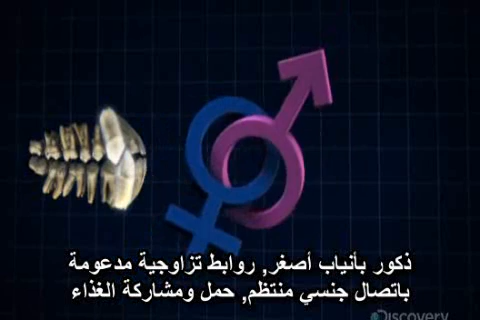 ذكور بأنياب أصغر, روابط تزاوجية مدعومة
باتصال جنسي منتظم, حمل ومشاركة الغذاء
Discovery